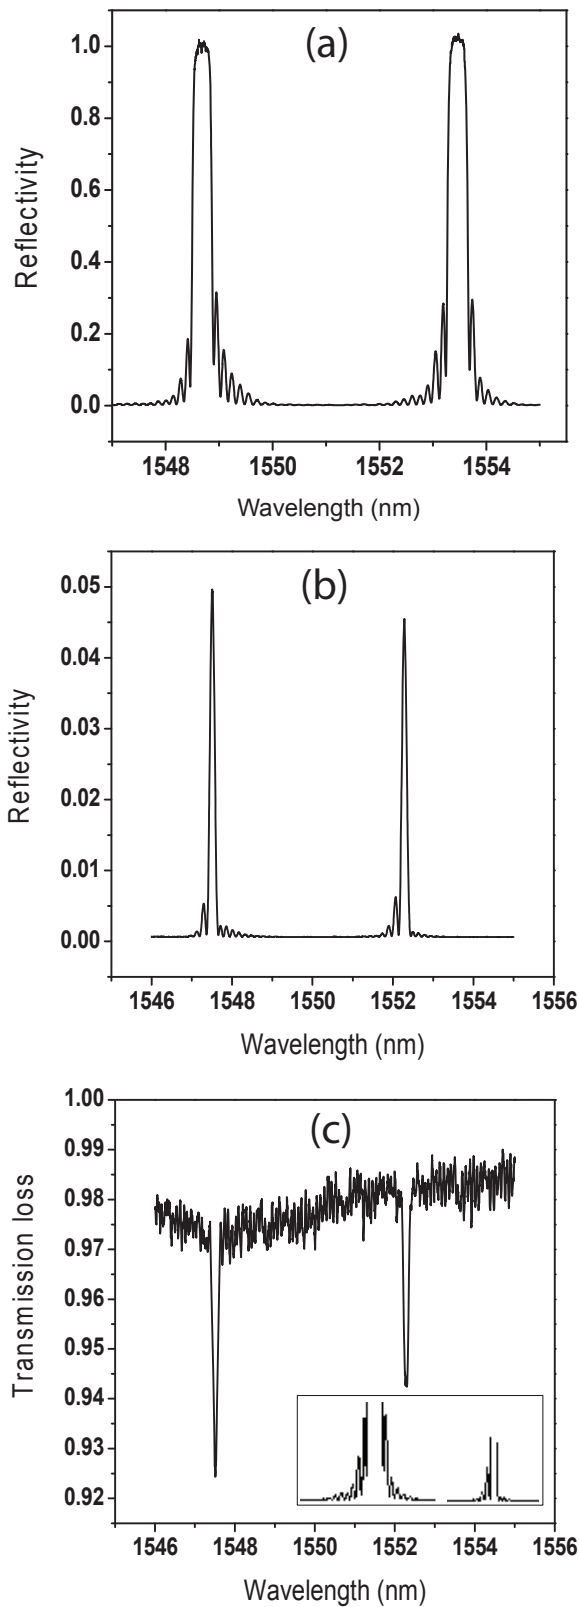 (a)
Reflectivity
1.0
0.8
0.6
0.4
0.2
0.0
1548 1550 1552 1554
Wavelength (nm)
(b)
Reflectivity
0.05
0.04
0.03
0.02
0.01
0.00
1546 1548 1550 1552 1554 1556
Wavelength (nm)
(c)
Transmission loss
1.00
0.99
0.98
0.97
0.96
0.95
0.94
0.93
0.92
1546 1548 1550 1552 1554 1556
Wavelength (nm)